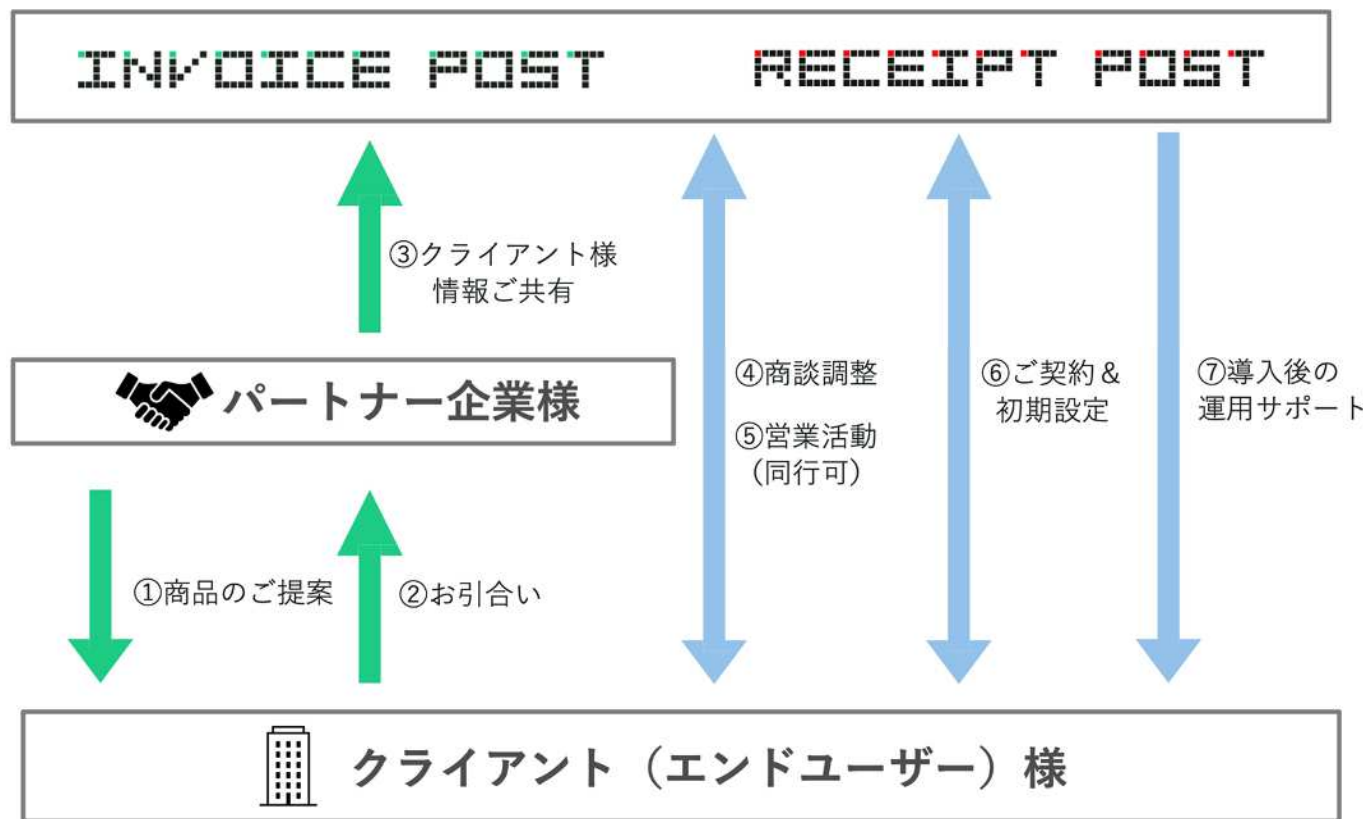 INVOICE POST
RECEIPT POST
③クライアント様
情報ご共有
パートナー企業様
④商談調整
⑤営業活動
(同行可)
⑥ご契約&
初期設定
⑦導入後の
運用サポート
①商品のご提案
②お引合い
クライアント（エンドユーザー）様